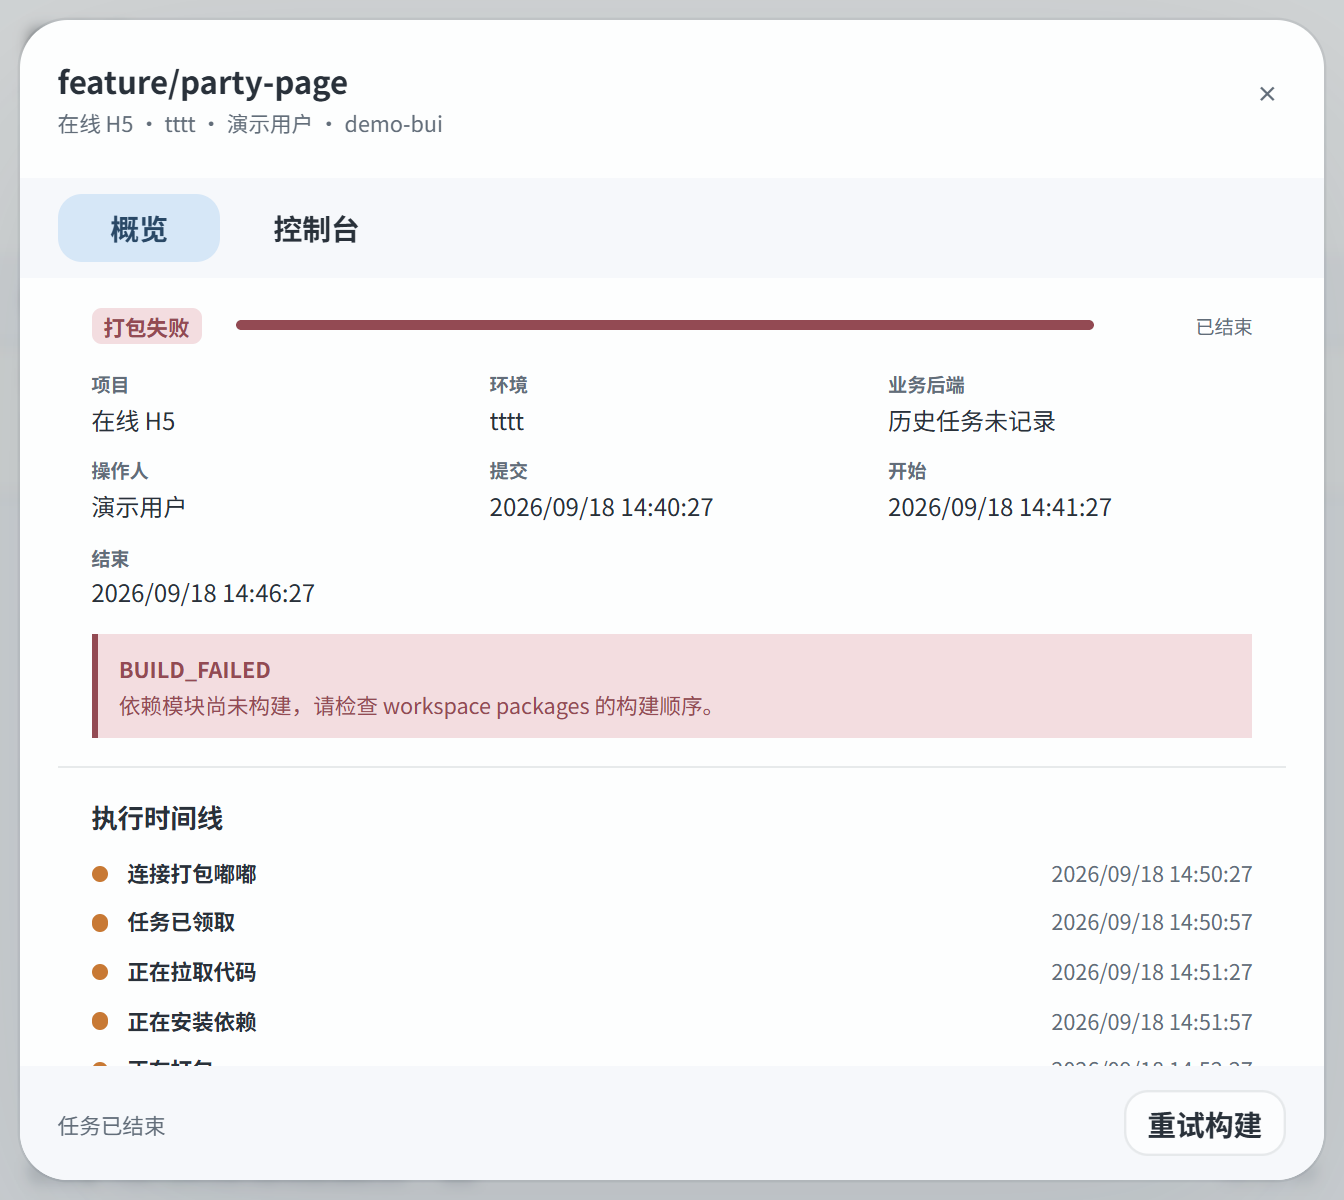 feature/party-page
×
在线 H5 · tttt · 演示用户 · demo-bui
概览 控制台
打包失败 已结束
项目 环境 业务后端
在线 H5 tttt 历史任务未记录
操作人 提交 开始
演示用户 2026/09/18 14:40:27 2026/09/18 14:41:27
结束
2026/09/18 14:46:27
BUILD_FAILED
依赖模块尚未构建，请检查 workspace packages 的构建顺序。
执行时间线
连接打包嘟嘟 2026/09/18 14:50:27
任务已领取 2026/09/18 14:50:57
正在拉取代码 2026/09/18 14:51:27
正在安装依赖 2026/09/18 14:51:57
正在打包
任务已结束 重试构建